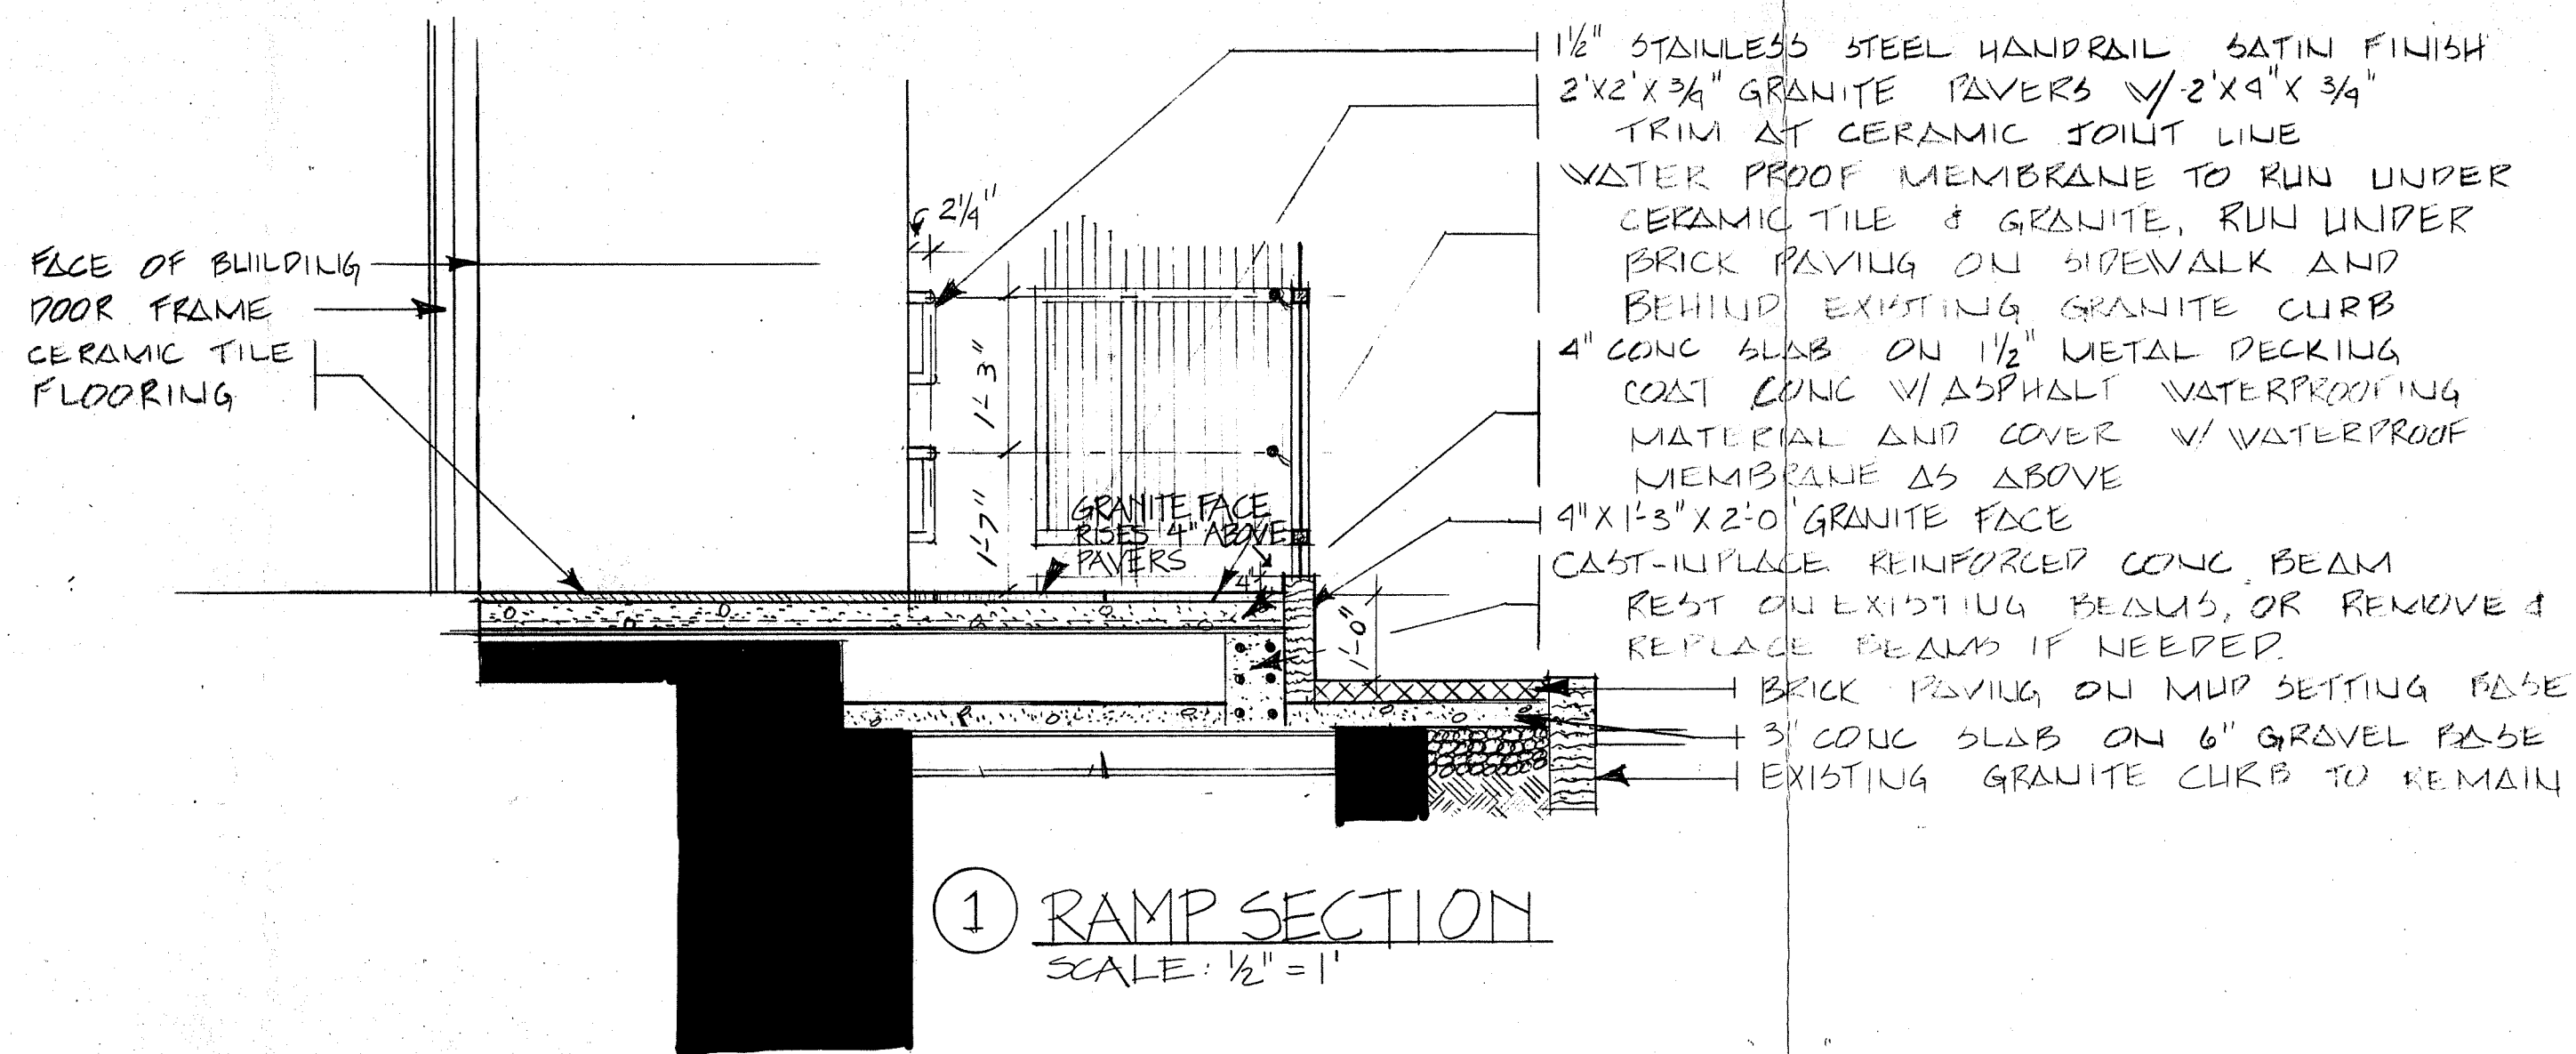 1½" STAINLESS STEEL HANDRAIL SATIN FINISH
2'X2'X ¾" GRANITE PAVERS W/ 2'X4"X ¾"
TRIM AT CERAMIC JOINT LINE
WATER PROOF MEMBRANE TO RUN UNDER
CERAMIC TILE & GRANITE, RUN UNDER
BRICK PAVING ON SIDEWALK AND
BEHIND EXISTING GRANITE CURB
4" CONC SLAB ON 1½" METAL DECKING
COAT CONC W/ ASPHALT WATERPROOFING
MATERIAL AND COVER W/ WATERPROOF
MEMBRANE AS ABOVE
4" X 1'-3" X 2'-0" GRANITE FACE
CAST-INPLACE REINFORCED CONC. BEAM
REST ON EXISTING BEAMS, OR REMOVE &
REPLACE BEAMS IF NEEDED.
BRICK PAVING ON MUD SETTING BASE
3" CONC SLAB ON 6" GRAVEL BASE
EXISTING GRANITE CURB TO REMAIN
FACE OF BUILDING
DOOR FRAME
CERAMIC TILE
FLOORING
2¼"
1'-3"
1'-7"
GRANITE FACE
RISES 4" ABOVE
PAVERS
4"
1'-0"
1 RAMP SECTION
SCALE: ½" = 1'